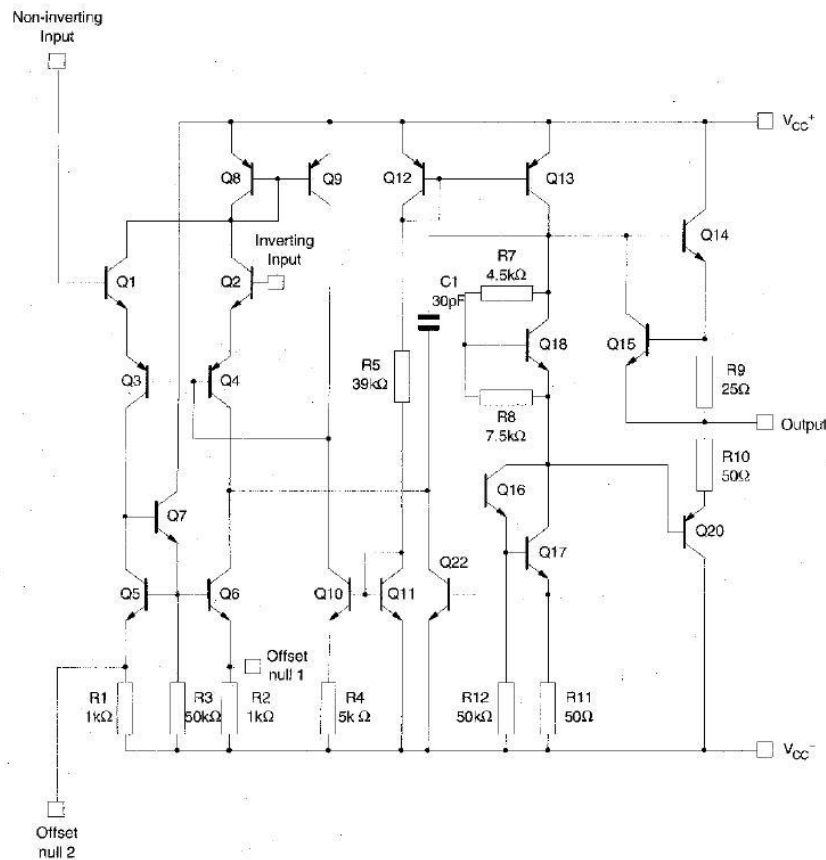 Non-inverting
Input
VCC+
Q8
Q9
Q12
Q13
Q14
Inverting
Input
Q1
Q2
R7
4.5kΩ
C1
30pF
Q18
Q15
R5
39kΩ
R9
25Ω
Q3
Q4
R8
7.5kΩ
Output
R10
50Ω
Q16
Q7
Q20
Q17
Q22
Q5
Q6
Q10
Q11
Offset
null 1
R1
1kΩ
R3
50kΩ
R2
1kΩ
R4
5k Ω
R12
50kΩ
R11
50Ω
VCC-
Offset
null 2